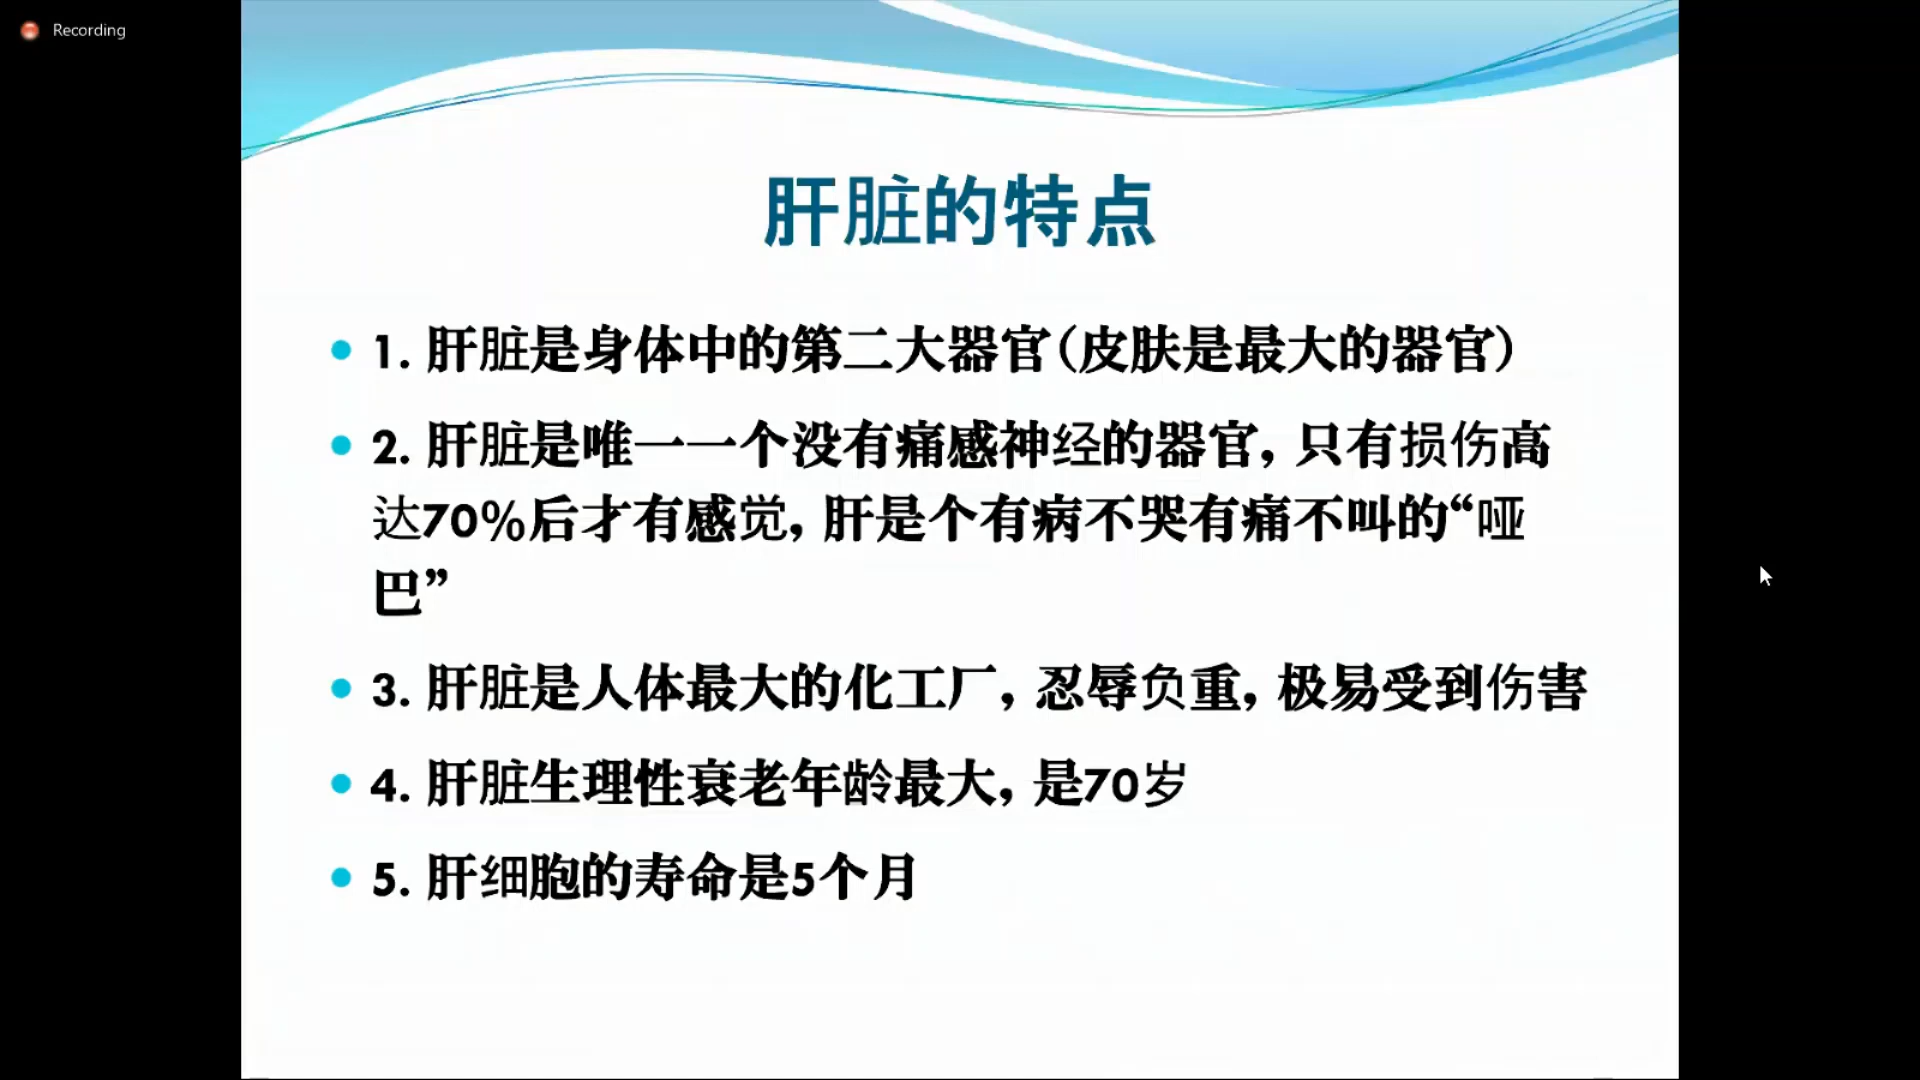 Recording
肝脏的特点
1. 肝脏是身体中的第二大器官(皮肤是最大的器官)
2. 肝脏是唯一一个没有痛感神经的器官, 只有损伤高
达70%后才有感觉, 肝是个有病不哭有痛不叫的“哑
巴”
3. 肝脏是人体最大的化工厂, 忍辱负重, 极易受到伤害
4. 肝脏生理性衰老年龄最大, 是70岁
5. 肝细胞的寿命是5个月